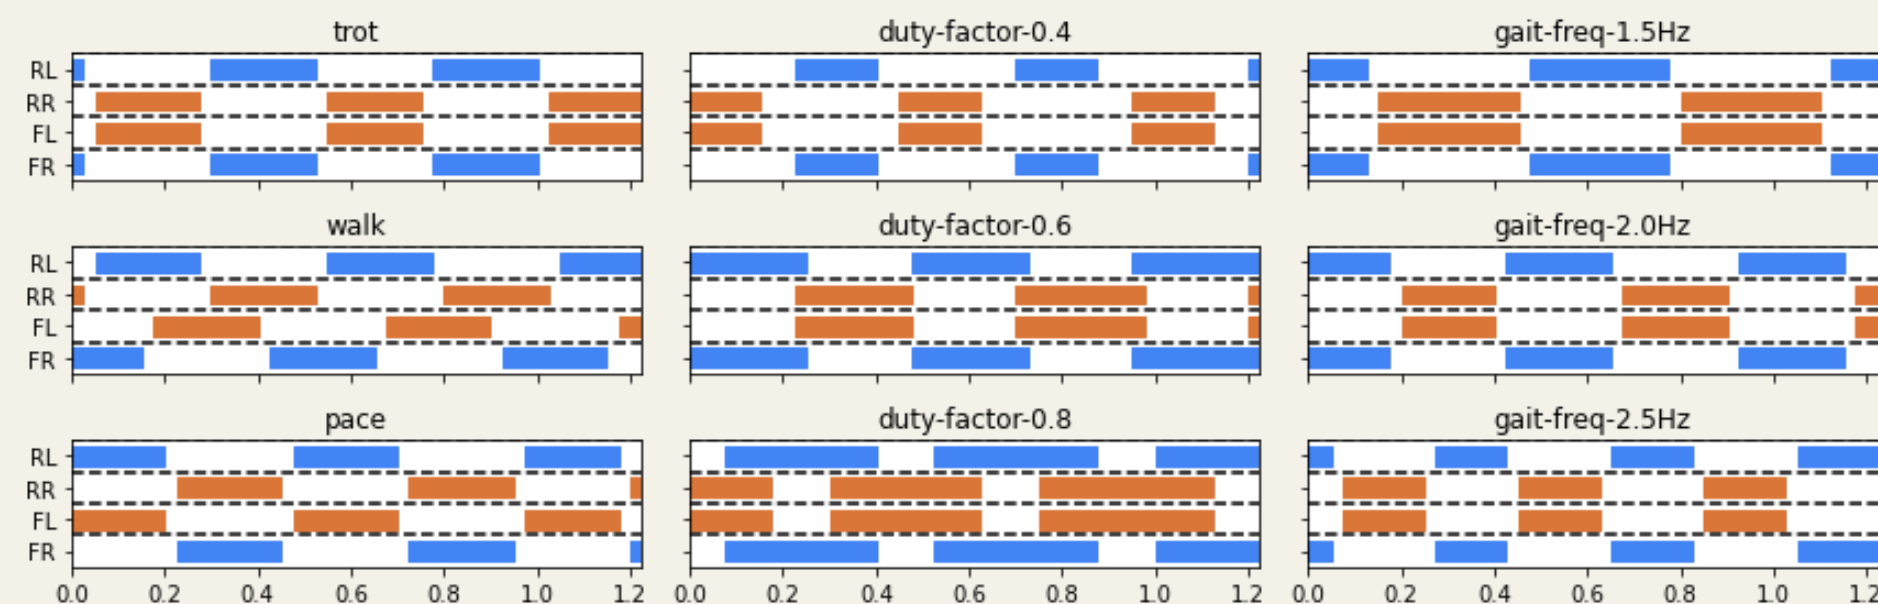 trot duty-factor-0.4 gait-freq-1.5Hz
RL
RR
FL
FR
walk duty-factor-0.6 gait-freq-2.0Hz
RL
RR
FL
FR
pace duty-factor-0.8 gait-freq-2.5Hz
RL
RR
FL
FR
0.0 0.2 0.4 0.6 0.8 1.0 1.2 0.0 0.2 0.4 0.6 0.8 1.0 1.2 0.0 0.2 0.4 0.6 0.8 1.0 1.2